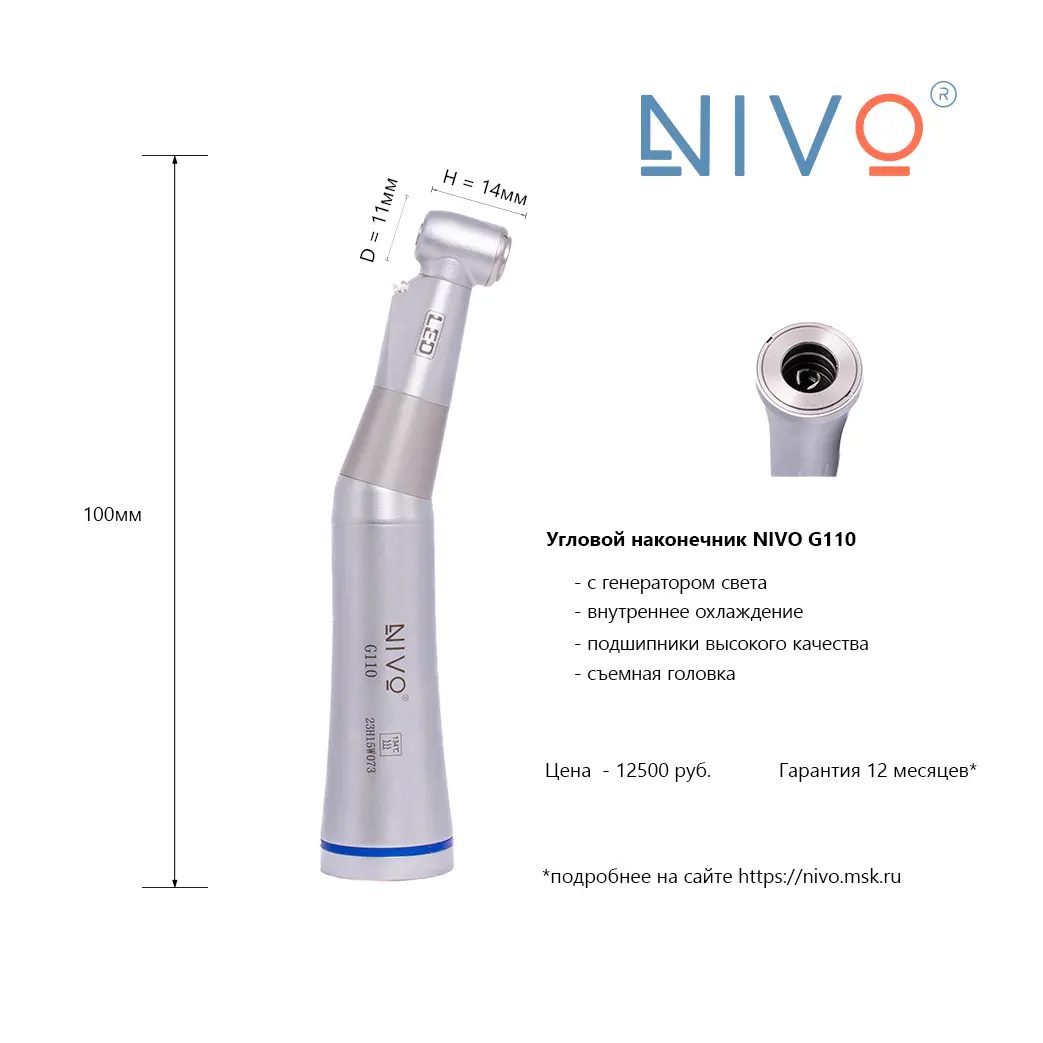 NIVO ®
H = 14мм
D = 11мм
LED
100мм
NIVO®
G110
134℃
23H15W073
Угловой наконечник NIVO G110
- с генератором света
- внутреннее охлаждение
- подшипники высокого качества
- съемная головка
Цена - 12500 руб.
Гарантия 12 месяцев*
*подробнее на сайте https://nivo.msk.ru